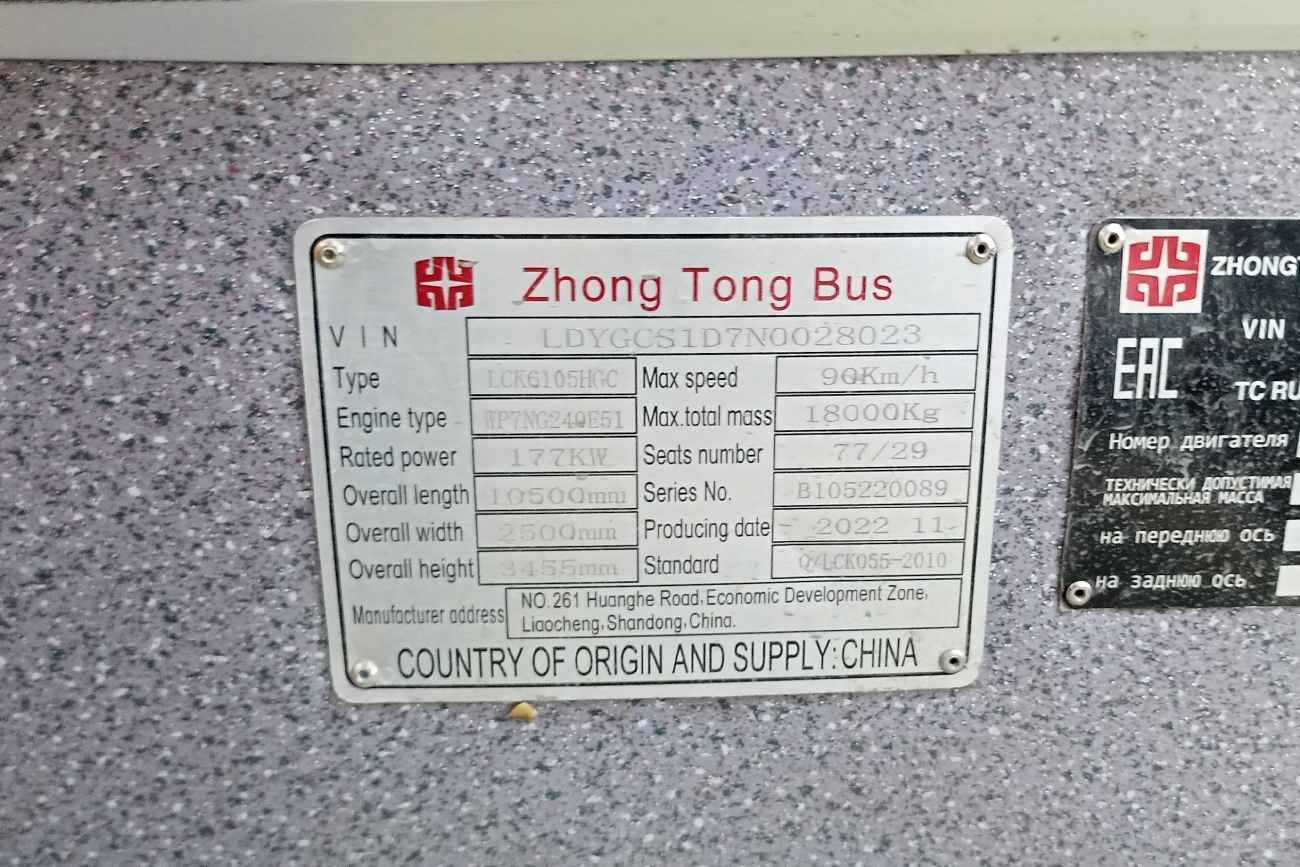 Zhong Tong Bus
VIN LDYGCS1D7N0028023
Type LCK6105HGC Max speed 90Km/h
Engine type WP7NG240E51 Max.total mass 18000Kg
Rated power 177KW Seats number 77/29
Overall length 10500mm Series No. B105220089
Overall width 2500mm Producing date 2022 11
Overall height 3455mm Standard Q/LCK055-2010
Manufacturer address NO.261 Huanghe Road,Economic Development Zone,
Liaocheng,Shandong,China.
COUNTRY OF ORIGIN AND SUPPLY:CHINA
VIN
EAC
TC RU
Номер двигателя
ТЕХНИЧЕСКИ ДОПУСТИМАЯ
МАКСИМАЛЬНАЯ МАССА
на переднюю ось
на заднюю ось